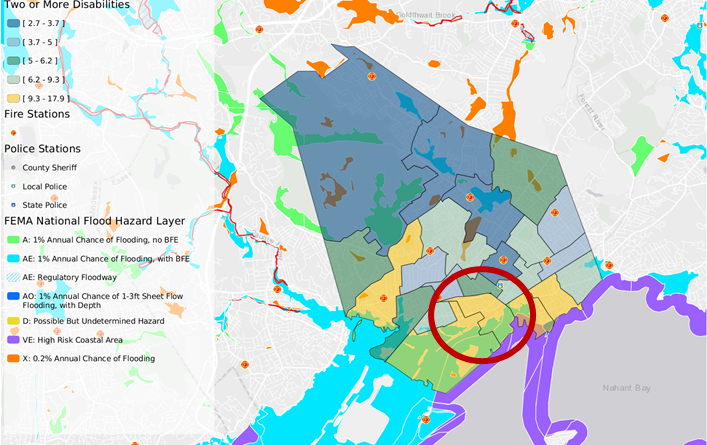 Two or More Disabilities
[ 2.7 - 3.7 ]
[ 3.7 - 5 ]
[ 5 - 6.2 ]
[ 6.2 - 9.3 ]
[ 9.3 - 17.9 ]
Fire Stations
Police Stations
County Sheriff
Local Police
State Police
FEMA National Flood Hazard Layer
A: 1% Annual Chance of Flooding, no BFE
AE: 1% Annual Chance of Flooding, with BFE
AE: Regulatory Floodway
AO: 1% Annual Chance of 1-3ft Sheet Flow
Flooding, with Depth
D: Possible But Undetermined Hazard
VE: High Risk Coastal Area
X: 0.2% Annual Chance of Flooding
Goldthwait Brook
Forest River
Nahant Bay